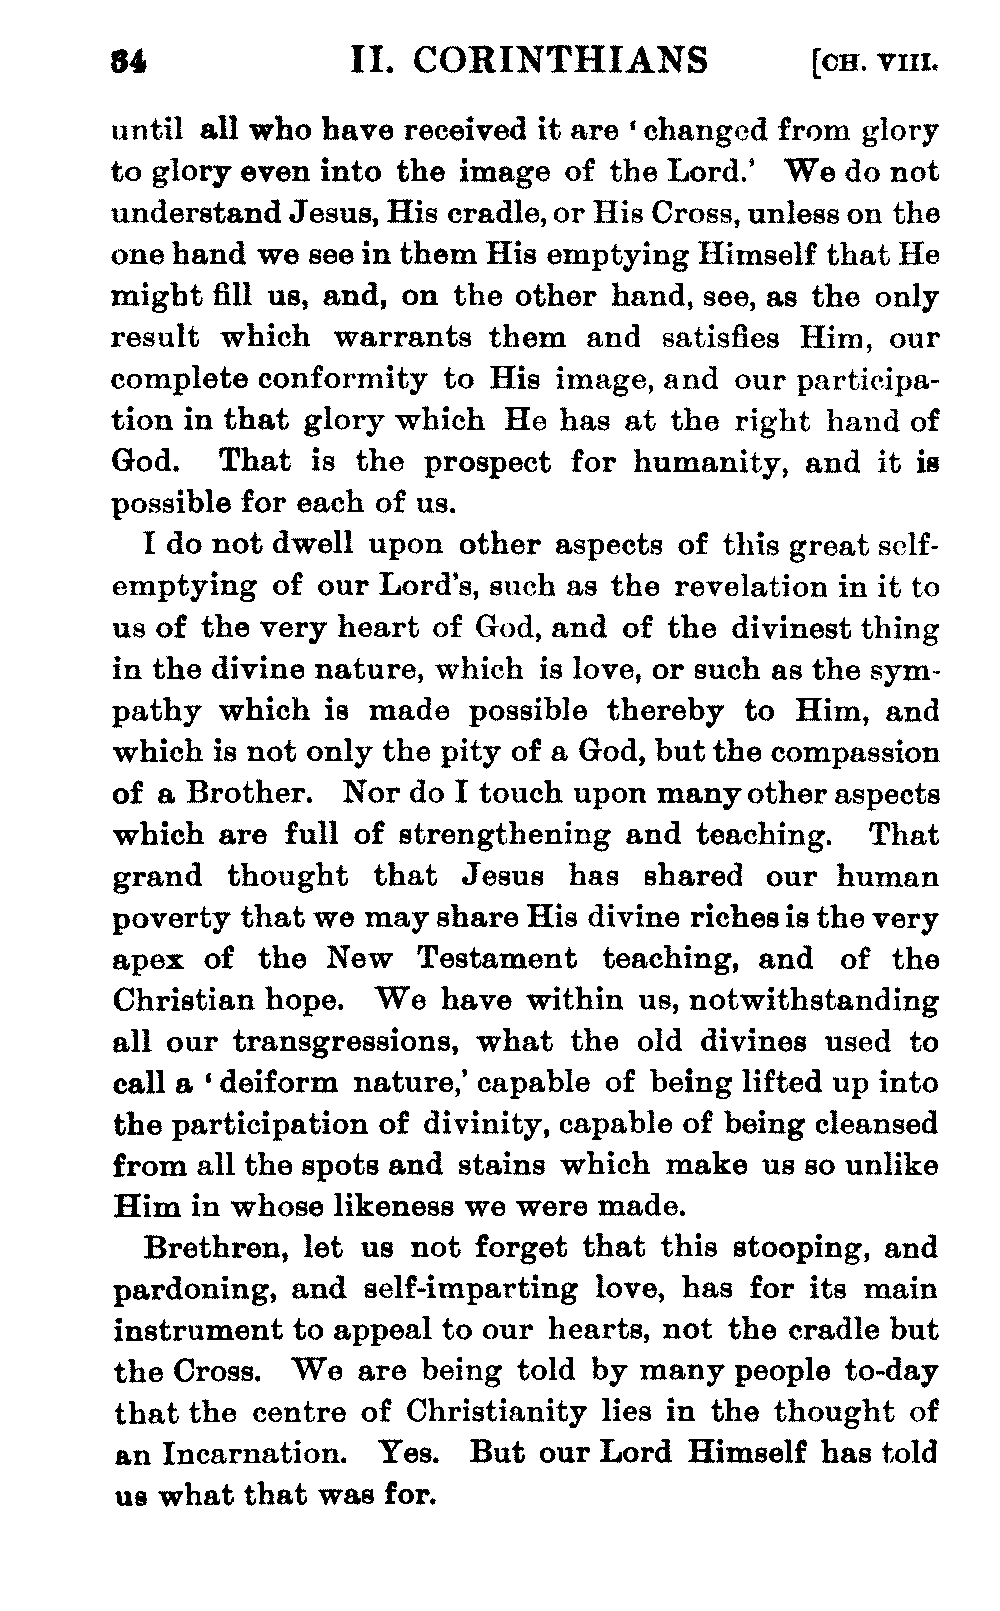 34 II. CORINTHIANS [CH. VIII.
until all who have received it are ‘ changed from glory
to glory even into the image of the Lord.’ We do not
understand Jesus, His cradle, or His Cross, unless on the
one hand we see in them His emptying Himself that He
might fill us, and, on the other hand, see, as the only
result which warrants them and satisfies Him, our
complete conformity to His image, and our participa-
tion in that glory which He has at the right hand of
God. That is the prospect for humanity, and it is
possible for each of us.
I do not dwell upon other aspects of this great self-
emptying of our Lord's, such as the revelation in it to
us of the very heart of God, and of the divinest thing
in the divine nature, which is love, or such as the sym-
pathy which is made possible thereby to Him, and
which is not only the pity of a God, but the compassion
of a Brother. Nor do I touch upon many other aspects
which are full of strengthening and teaching. That
grand thought that Jesus has shared our human
poverty that we may share His divine riches is the very
apex of the New Testament teaching, and of the
Christian hope. We have within us, notwithstanding
all our transgressions, what the old divines used to
call a ‘ deiform nature,’ capable of being lifted up into
the participation of divinity, capable of being cleansed
from all the spots and stains which make us so unlike
Him in whose likeness we were made.
Brethren, let us not forget that this stooping, and
pardoning, and self-imparting love, has for its main
instrument to appeal to our hearts, not the cradle but
the Cross. We are being told by many people to-day
that the centre of Christianity lies in the thought of
an Incarnation. Yes. But our Lord Himself has told
us what that was for.